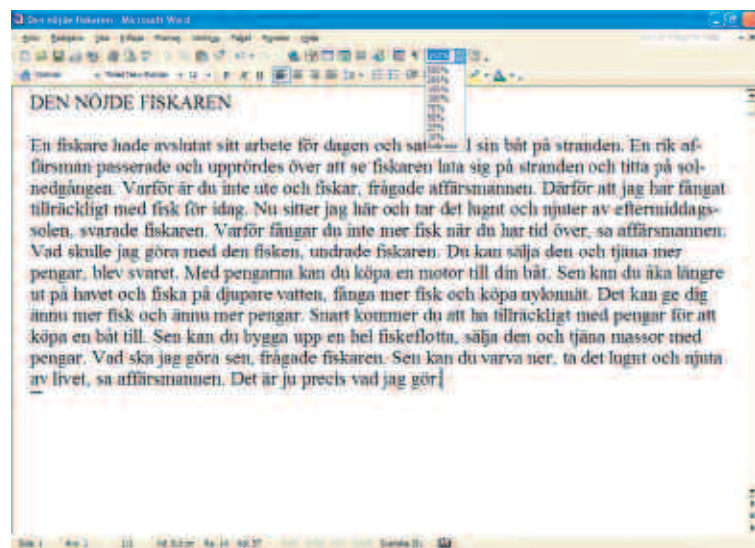 Den nöjde fiskaren - Microsoft Word
DEN NÖJDE FISKAREN
En fiskare hade avslutat sitt arbete för dagen och sat l sin båt på stranden. En rik af-
färsman passerade och upprördes över att se fiskaren lata sig på stranden och titta på sol-
nedgången. Varför är du inte ute och fiskar, frågade affärsmannen. Därför att jag har fångat
tillräckligt med fisk för idag. Nu sitter jag här och tar det lugnt och njuter av eftermiddags-
solen, svarade fiskaren. Varför fångar du inte mer fisk när du har tid över, sa affärsmannen.
Vad skulle jag göra med den fisken, undrade fiskaren. Du kan sälja den och tjäna mer
pengar, blev svaret. Med pengarna kan du köpa en motor till din båt. Sen kan du åka längre
ut på havet och fiska på djupare vatten, fånga mer fisk och köpa nylonnät. Det kan ge dig
ännu mer fisk och ännu mer pengar. Snart kommer du att ha tillräckligt med pengar för att
köpa en båt till. Sen kan du bygga upp en hel fiskeflotta, sälja den och tjäna massor med
pengar. Vad ska jag göra sen, frågade fiskaren. Sen kan du varva ner, ta det lugnt och njuta
av livet, sa affärsmannen. Det är ju precis vad jag gör.